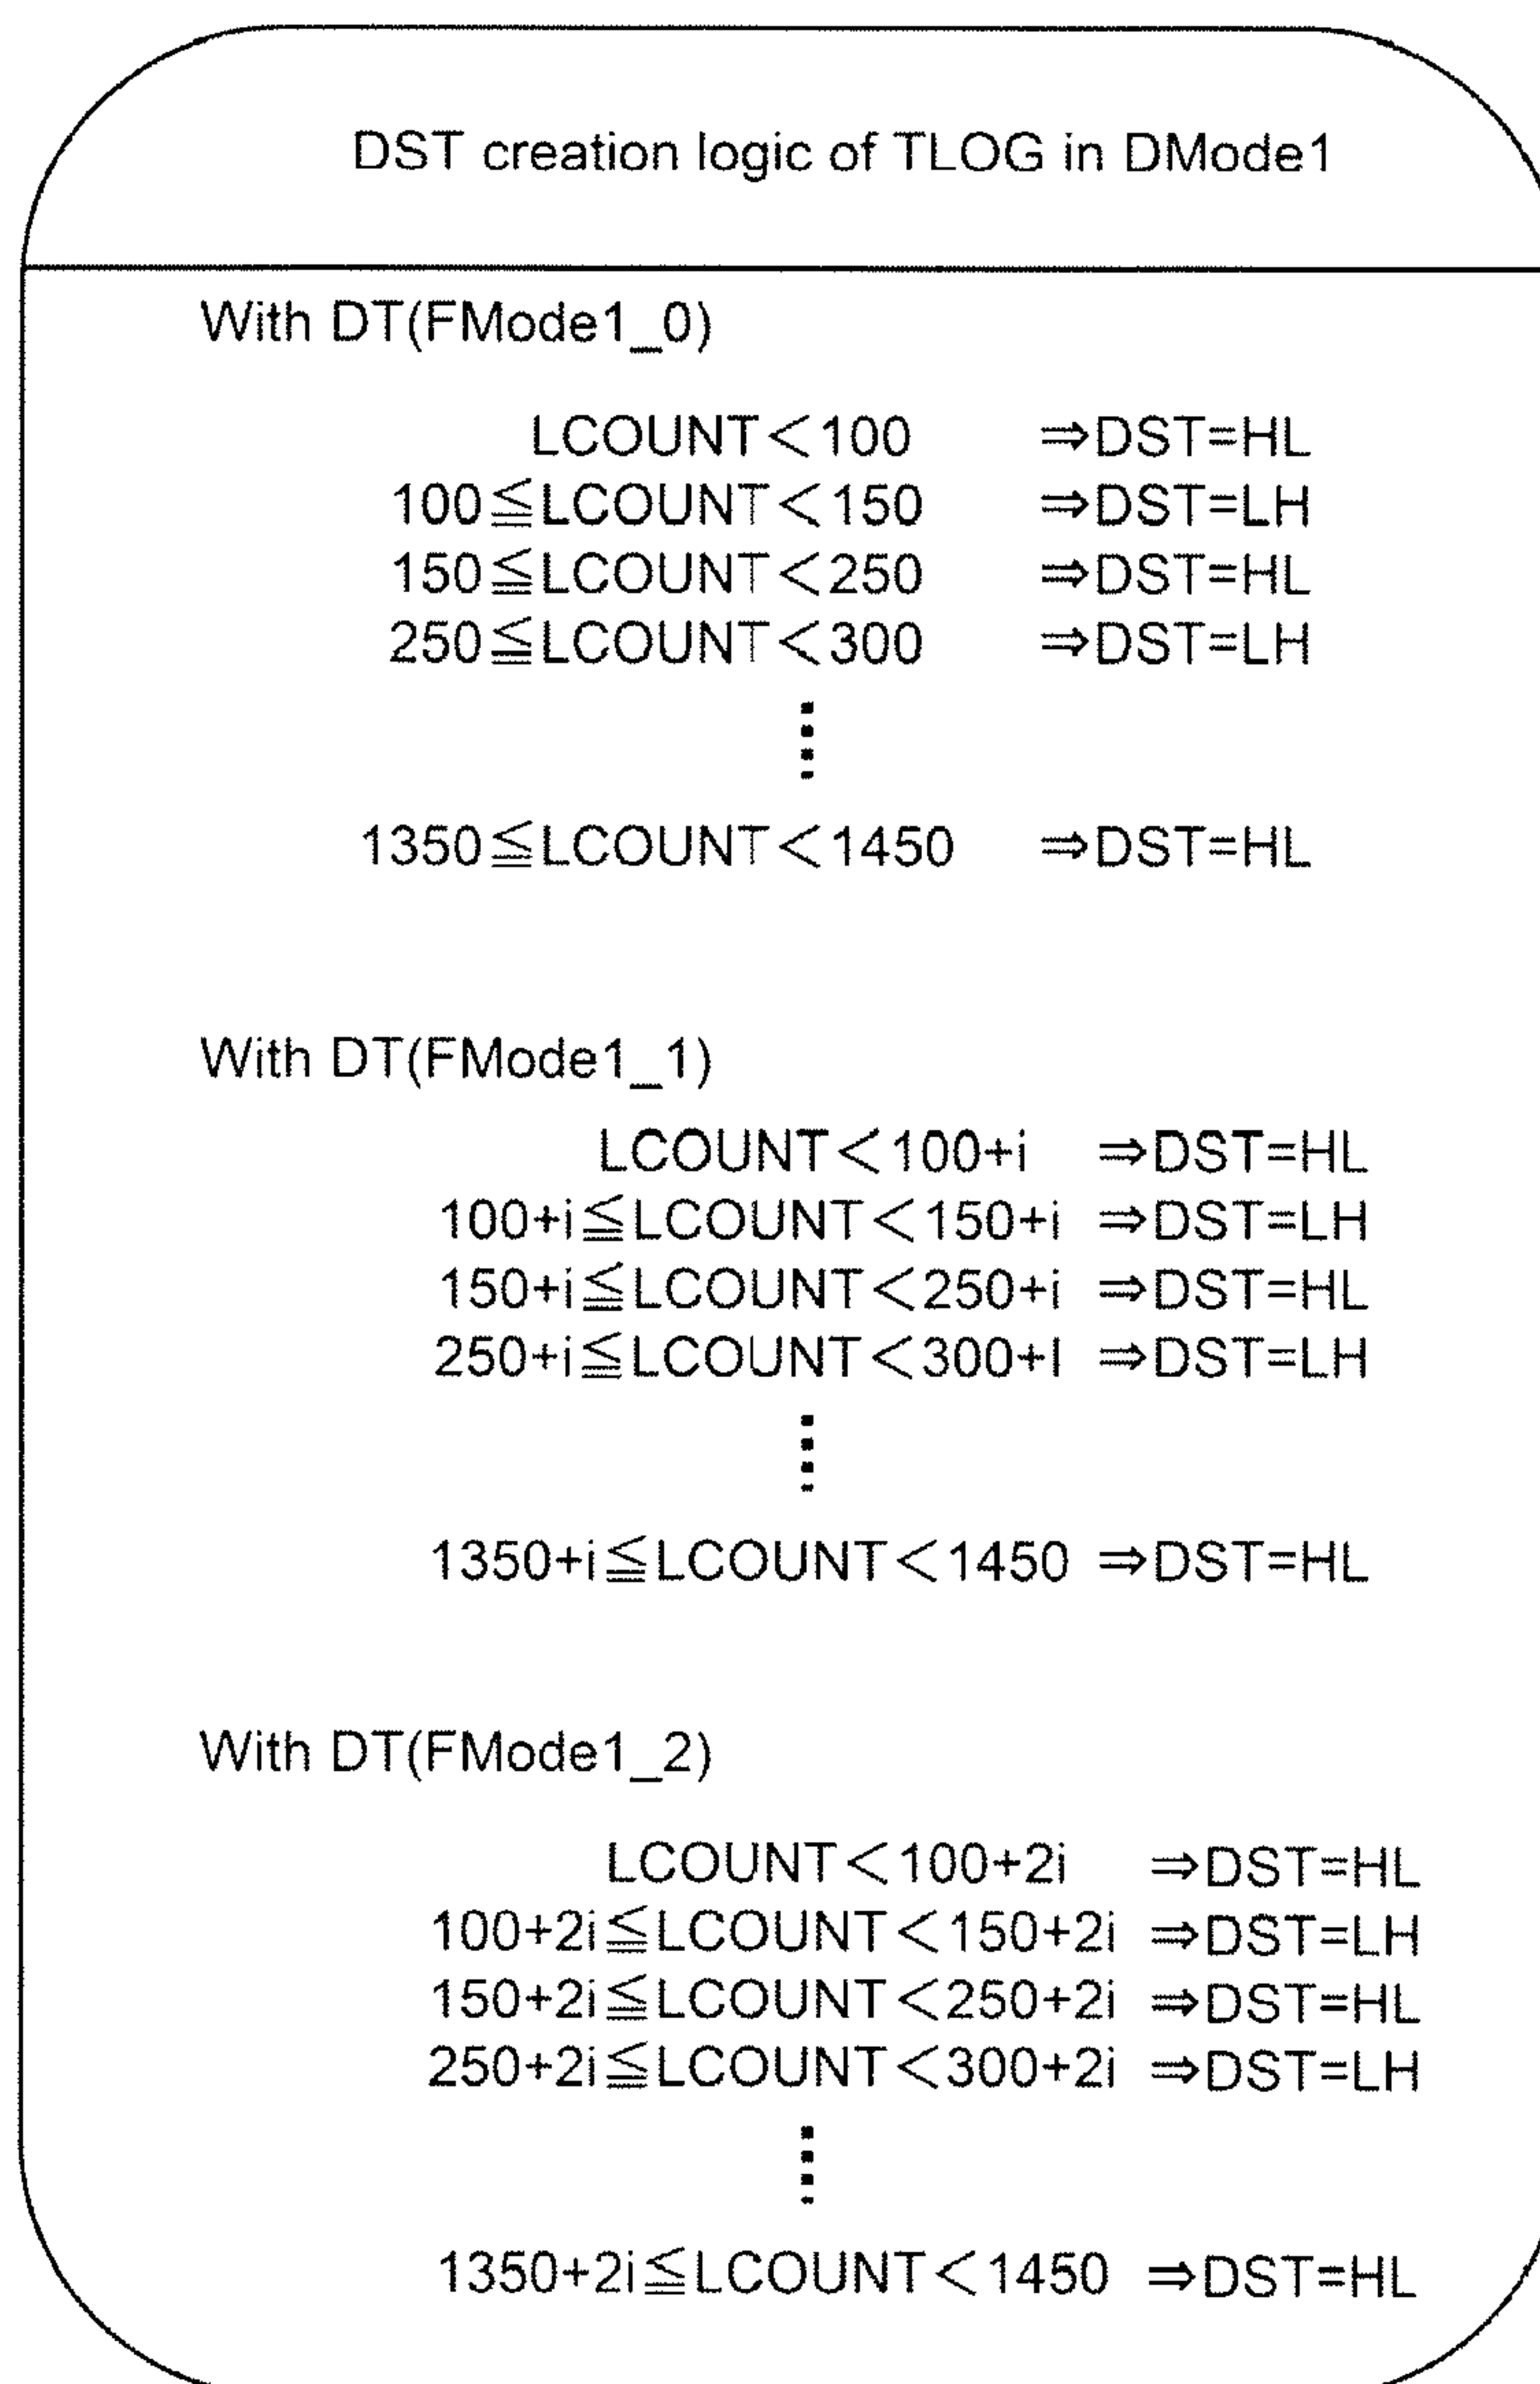 DST creation logic of TLOG in DMode1
With DT(FMode1_0)
LCOUNT＜100 ⇒DST=HL
100≦LCOUNT＜150 ⇒DST=LH
150≦LCOUNT＜250 ⇒DST=HL
250≦LCOUNT＜300 ⇒DST=LH
1350≦LCOUNT＜1450 ⇒DST=HL
With DT(FMode1_1)
LCOUNT＜100+i ⇒DST=HL
100+i≦LCOUNT＜150+i ⇒DST=LH
150+i≦LCOUNT＜250+i ⇒DST=HL
250+i≦LCOUNT＜300+I ⇒DST=LH
1350+i≦LCOUNT＜1450 ⇒DST=HL
With DT(FMode1_2)
LCOUNT＜100+2i ⇒DST=HL
100+2i≦LCOUNT＜150+2i ⇒DST=LH
150+2i≦LCOUNT＜250+2i ⇒DST=HL
250+2i≦LCOUNT＜300+2i ⇒DST=LH
1350+2i≦LCOUNT＜1450 ⇒DST=HL